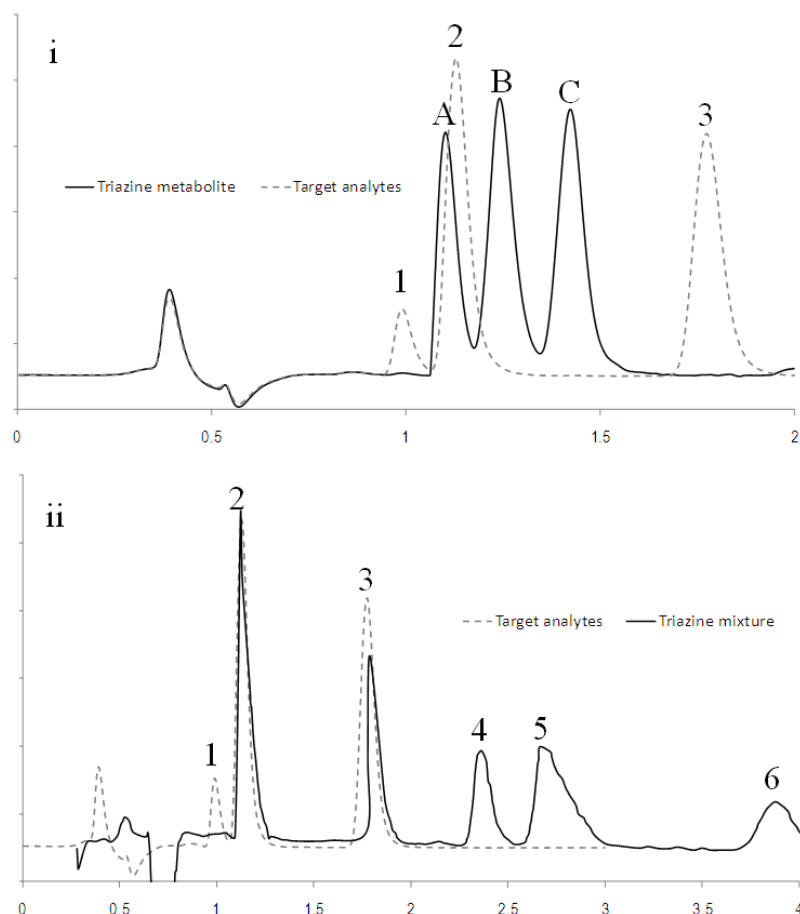 i
2
B
C
A
3
Triazine metabolite Target analytes
1
0 0.5 1 1.5 2
ii
2
3
Target analytes Triazine mixture
1
4
5
6
0 0.5 1 1.5 2 2.5 3 3.5 4